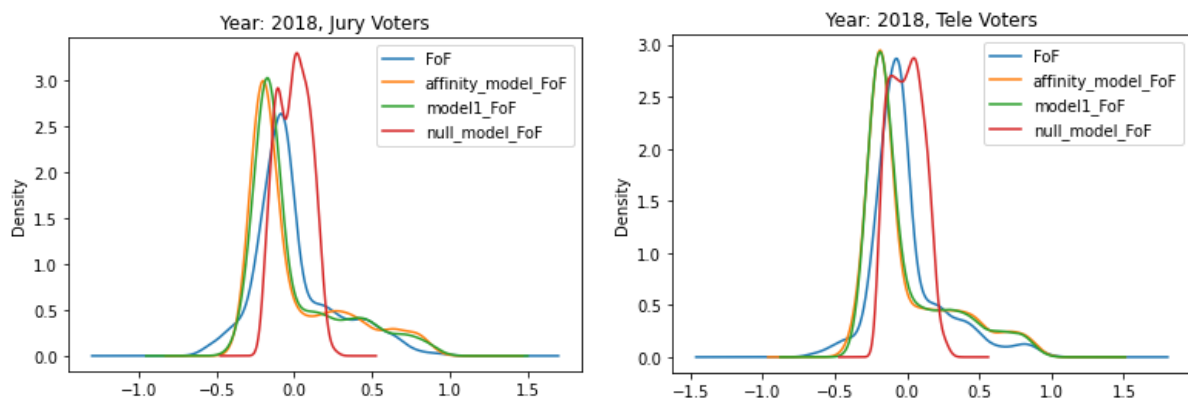 Year: 2018, Jury Voters
FoF
affinity_model_FoF
model1_FoF
null_model_FoF
Density
3.0
2.5
2.0
1.5
1.0
0.5
0.0
−1.0 −0.5 0.0 0.5 1.0 1.5
Year: 2018, Tele Voters
FoF
affinity_model_FoF
model1_FoF
null_model_FoF
Density
3.0
2.5
2.0
1.5
1.0
0.5
0.0
−1.5 −1.0 −0.5 0.0 0.5 1.0 1.5